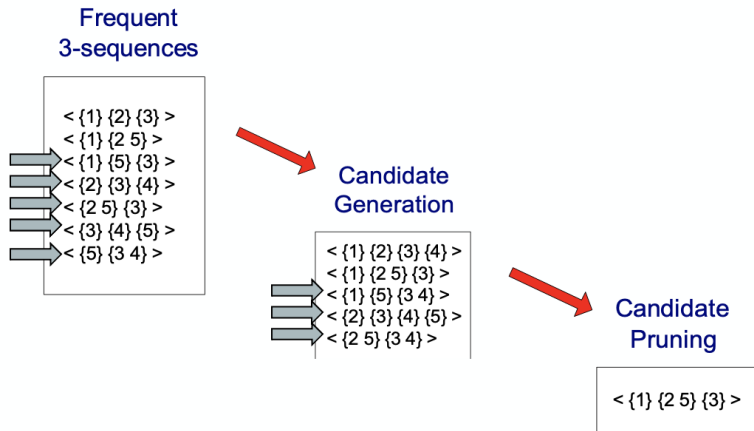 Frequent
3-sequences
< {1} {2} {3} >
< {1} {2 5} >
< {1} {5} {3} >
< {2} {3} {4} >
< {2 5} {3} >
< {3} {4} {5} >
< {5} {3 4} >
Candidate
Generation
< {1} {2} {3} {4} >
< {1} {2 5} {3} >
< {1} {5} {3 4} >
< {2} {3} {4} {5} >
< {2 5} {3 4} >
Candidate
Pruning
< {1} {2 5} {3} >